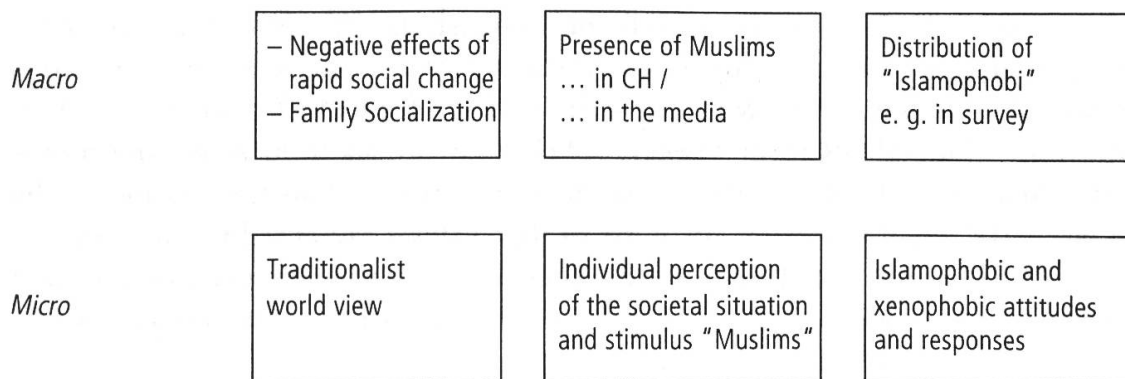 Macro
– Negative effects of
rapid social change
– Family Socialization
Presence of Muslims
... in CH /
... in the media
Distribution of
"Islamophobi"
e. g. in survey
Micro
Traditionalist
world view
Individual perception
of the societal situation
and stimulus "Muslims"
Islamophobic and
xenophobic attitudes
and responses